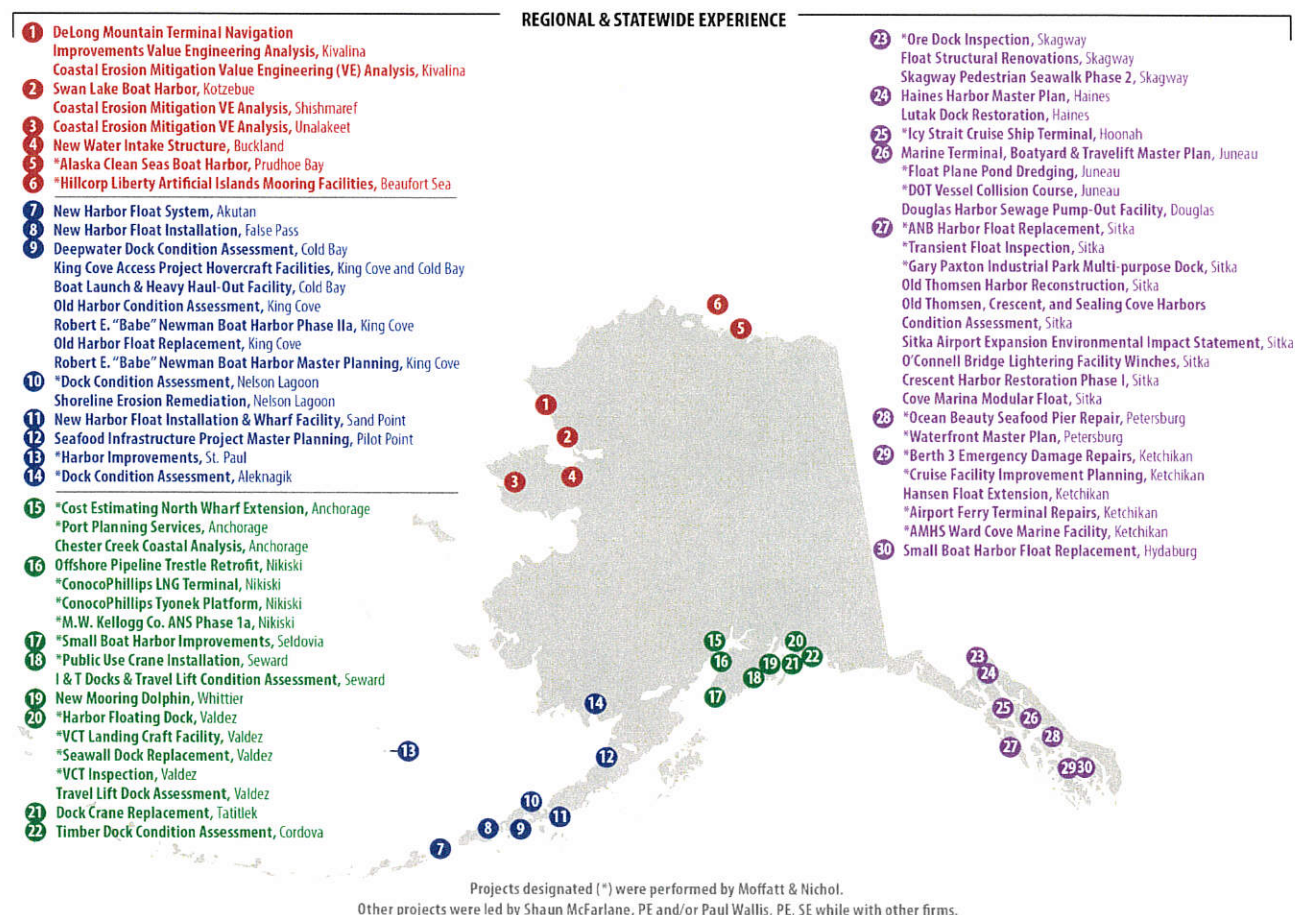 REGIONAL & STATEWIDE EXPERIENCE
1 DeLong Mountain Terminal Navigation
Improvements Value Engineering Analysis, Kivalina
Coastal Erosion Mitigation Value Engineering (VE) Analysis, Kivalina
2 Swan Lake Boat Harbor, Kotzebue
Coastal Erosion Mitigation VE Analysis, Shishmaref
3 Coastal Erosion Mitigation VE Analysis, Unalakeet
4 New Water Intake Structure, Buckland
5 *Alaska Clean Seas Boat Harbor, Prudhoe Bay
6 *Hillcorp Liberty Artificial Islands Mooring Facilities, Beaufort Sea
7 New Harbor Float System, Akutan
8 New Harbor Float Installation, False Pass
9 Deepwater Dock Condition Assessment, Cold Bay
King Cove Access Project Hovercraft Facilities, King Cove and Cold Bay
Boat Launch & Heavy Haul-Out Facility, Cold Bay
Old Harbor Condition Assessment, King Cove
Robert E. "Babe" Newman Boat Harbor Phase IIa, King Cove
Old Harbor Float Replacement, King Cove
Robert E. "Babe" Newman Boat Harbor Master Planning, King Cove
10 *Dock Condition Assessment, Nelson Lagoon
Shoreline Erosion Remediation, Nelson Lagoon
11 New Harbor Float Installation & Wharf Facility, Sand Point
12 Seafood Infrastructure Project Master Planning, Pilot Point
13 *Harbor Improvements, St. Paul
14 *Dock Condition Assessment, Aleknagik
15 *Cost Estimating North Wharf Extension, Anchorage
*Port Planning Services, Anchorage
Chester Creek Coastal Analysis, Anchorage
16 Offshore Pipeline Trestle Retrofit, Nikiski
*ConocoPhillips LNG Terminal, Nikiski
*ConocoPhillips Tyonek Platform, Nikiski
*M.W. Kellogg Co. ANS Phase 1a, Nikiski
17 *Small Boat Harbor Improvements, Seldovia
18 *Public Use Crane Installation, Seward
I & T Docks & Travel Lift Condition Assessment, Seward
19 New Mooring Dolphin, Whittier
20 *Harbor Floating Dock, Valdez
*VCT Landing Craft Facility, Valdez
*Seawall Dock Replacement, Valdez
*VCT Inspection, Valdez
Travel Lift Dock Assessment, Valdez
21 Dock Crane Replacement, Tatitlek
22 Timber Dock Condition Assessment, Cordova
23 *Ore Dock Inspection, Skagway
Float Structural Renovations, Skagway
Skagway Pedestrian Seawalk Phase 2, Skagway
24 Haines Harbor Master Plan, Haines
Lutak Dock Restoration, Haines
25 *Icy Strait Cruise Ship Terminal, Hoonah
26 Marine Terminal, Boatyard & Travelift Master Plan, Juneau
*Float Plane Pond Dredging, Juneau
*DOT Vessel Collision Course, Juneau
Douglas Harbor Sewage Pump-Out Facility, Douglas
27 *ANB Harbor Float Replacement, Sitka
*Transient Float Inspection, Sitka
*Gary Paxton Industrial Park Multi-purpose Dock, Sitka
Old Thomsen Harbor Reconstruction, Sitka
Old Thomsen, Crescent, and Sealing Cove Harbors
Condition Assessment, Sitka
Sitka Airport Expansion Environmental Impact Statement, Sitka
O'Connell Bridge Lightering Facility Winches, Sitka
Crescent Harbor Restoration Phase I, Sitka
Cove Marina Modular Float, Sitka
28 *Ocean Beauty Seafood Pier Repair, Petersburg
*Waterfront Master Plan, Petersburg
29 *Berth 3 Emergency Damage Repairs, Ketchikan
*Cruise Facility Improvement Planning, Ketchikan
Hansen Float Extension, Ketchikan
*Airport Ferry Terminal Repairs, Ketchikan
*AMHS Ward Cove Marine Facility, Ketchikan
30 Small Boat Harbor Float Replacement, Hydaburg
6
5
1
2
3
4
15
16
17
18
19
20
21
22
14
13
12
10
11
9
8
7
23
24
25
26
27
28
29
30
Projects designated (*) were performed by Moffatt & Nichol.
Other projects were led by Shaun McFarlane, PE and/or Paul Wallis, PE, SE while with other firms.